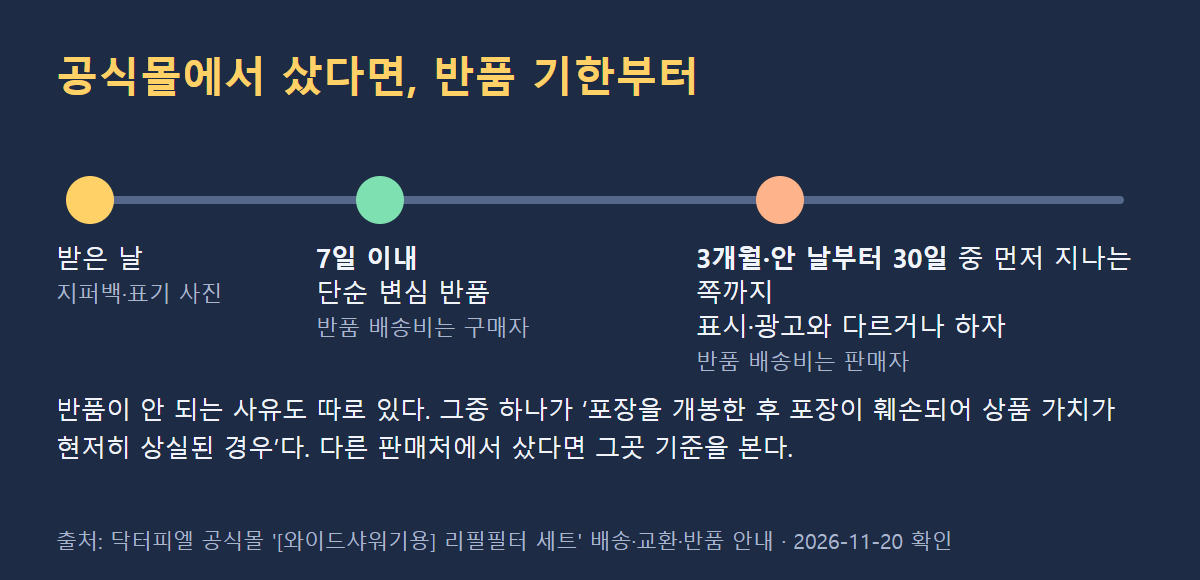 공식몰에서 샀다면, 반품 기한부터
받은 날
지퍼백·표기 사진
7일 이내
단순 변심 반품
반품 배송비는 구매자
3개월·안 날부터 30일 중 먼저 지나는
쪽까지
표시·광고와 다르거나 하자
반품 배송비는 판매자
반품이 안 되는 사유도 따로 있다. 그중 하나가 ‘포장을 개봉한 후 포장이 훼손되어 상품 가치가
현저히 상실된 경우’다. 다른 판매처에서 샀다면 그곳 기준을 본다.
출처: 닥터피엘 공식몰 '[와이드샤워기용] 리필필터 세트' 배송·교환·반품 안내 · 2026-11-20 확인